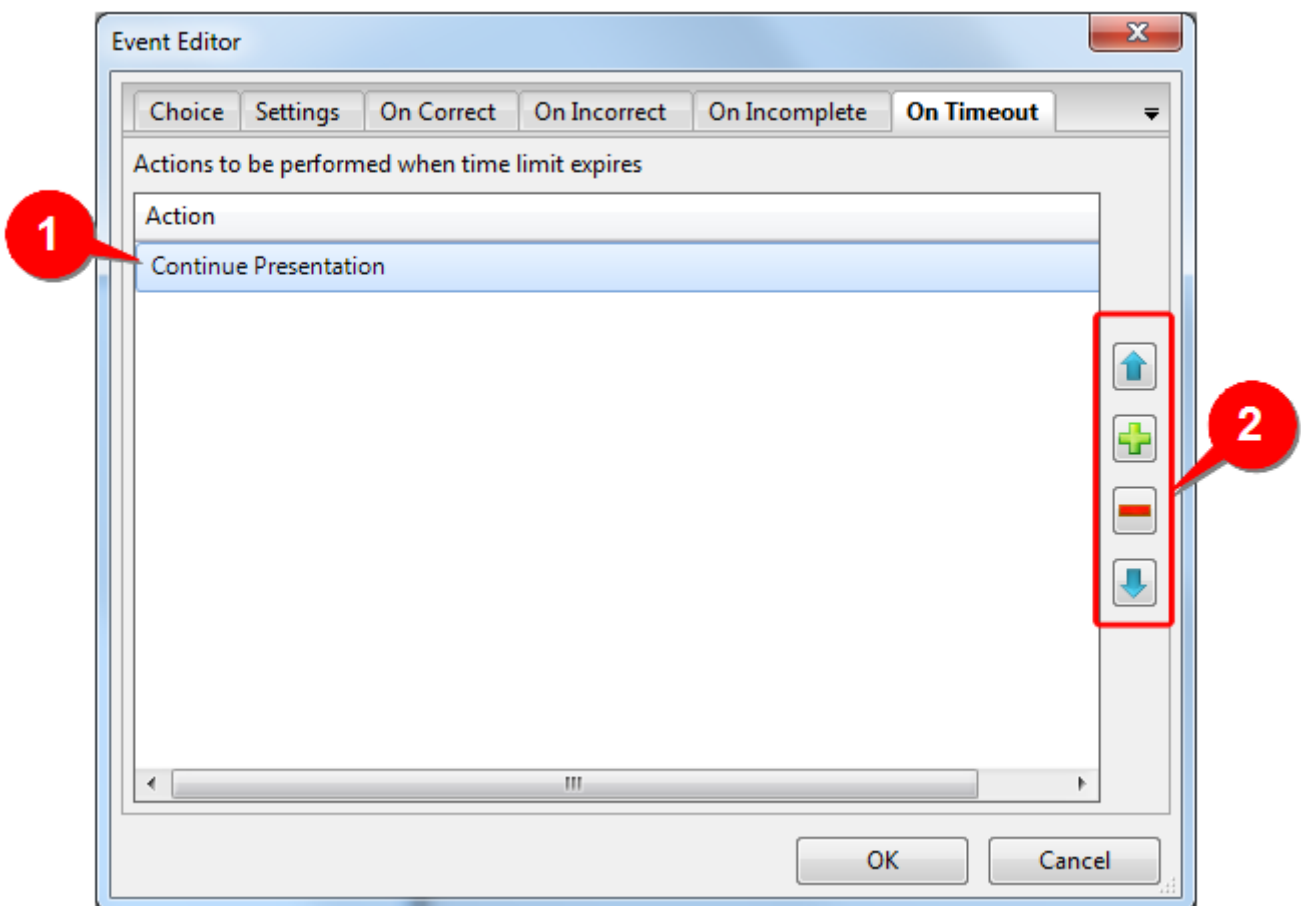 Event Editor
Choice Settings On Correct On Incorrect On Incomplete On Timeout
Actions to be performed when time limit expires
Action
1
Continue Presentation
2
OK Cancel